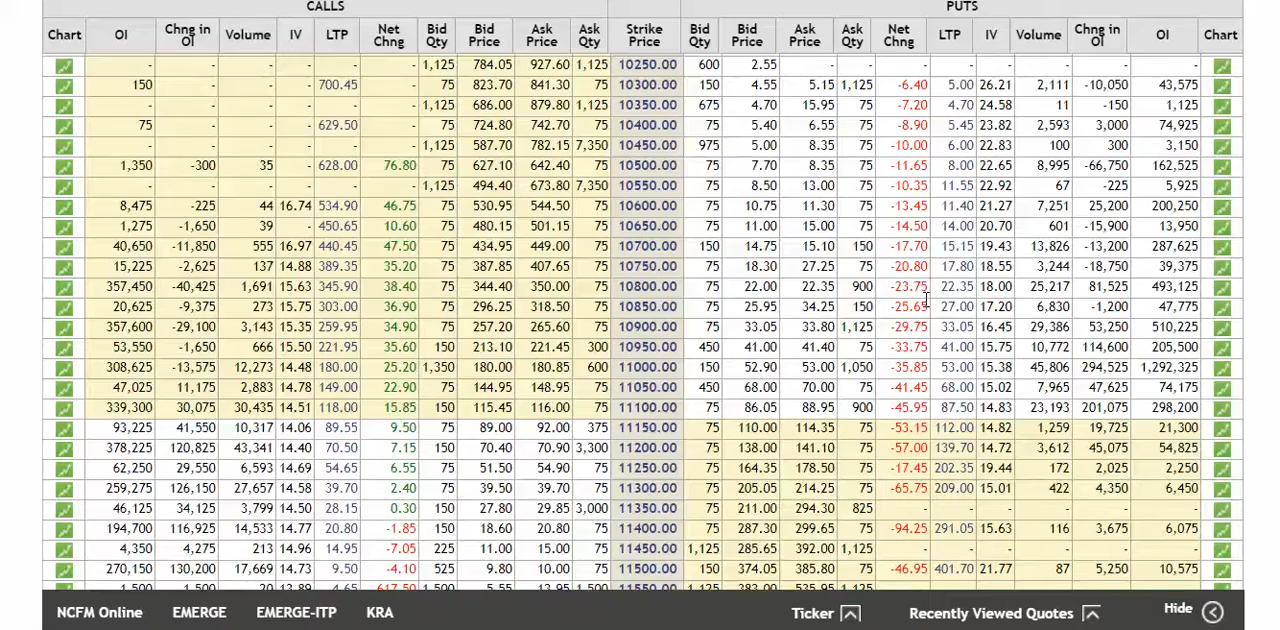 CALLS PUTS
Chart OI Chng in OI Volume IV LTP Net Chng Bid Qty Bid Price Ask Price Ask Qty Strike Price Bid Qty Bid Price Ask Price Ask Qty Net Chng LTP IV Volume Chng in OI OI Chart
- - - - - - 1,125 784.05 927.60 1,125 10250.00 600 2.55 - - - - - - - -
150 - - - 700.45 - 75 823.70 841.30 75 10300.00 150 4.55 5.15 1,125 -6.40 5.00 26.21 2,111 -10,050 43,575
- - - - - - 1,125 686.00 879.80 1,125 10350.00 675 4.70 15.95 75 -7.20 4.70 24.58 11 -150 1,125
75 - - - 629.50 - 75 724.80 742.70 75 10400.00 75 5.40 6.55 75 -8.90 5.45 23.82 2,593 3,000 74,925
- - - - - - 1,125 587.70 782.15 7,350 10450.00 975 5.00 8.35 75 -10.00 6.00 22.83 100 300 3,150
1,350 -300 35 - 628.00 76.80 75 627.10 642.40 75 10500.00 75 7.70 8.35 75 -11.65 8.00 22.65 8,995 -66,750 162,525
- - - - - - 1,125 494.40 673.80 7,350 10550.00 75 8.50 13.00 75 -10.35 11.55 22.92 67 -225 5,925
8,475 -225 44 16.74 534.90 46.75 75 530.95 544.50 75 10600.00 75 10.75 11.30 75 -13.45 11.40 21.27 7,251 25,200 200,250
1,275 -1,650 39 - 450.65 10.60 75 480.15 501.15 75 10650.00 75 11.00 15.00 75 -14.50 14.00 20.70 601 -15,900 13,950
40,650 -11,850 555 16.97 440.45 47.50 75 434.95 449.00 75 10700.00 150 14.75 15.10 150 -17.70 15.15 19.43 13,826 -13,200 287,625
15,225 -2,625 137 14.88 389.35 35.20 75 387.85 407.65 75 10750.00 75 18.30 27.25 75 -20.80 17.80 18.55 3,244 -18,750 39,375
357,450 -40,425 1,691 15.63 345.90 38.40 75 344.40 350.00 75 10800.00 75 22.00 22.35 900 -23.75 22.35 18.00 25,217 81,525 493,125
20,625 -9,375 273 15.75 303.00 36.90 75 296.25 318.50 75 10850.00 75 25.95 34.25 150 -25.65 27.00 17.20 6,830 -1,200 47,775
357,600 -29,100 3,143 15.35 259.95 34.90 75 257.20 265.60 75 10900.00 75 33.05 33.80 1,125 -29.75 33.05 16.45 29,386 53,250 510,225
53,550 -1,650 666 15.50 221.95 35.60 150 213.10 221.45 300 10950.00 450 41.00 41.40 75 -33.75 41.00 15.75 10,772 114,600 205,500
308,625 -13,575 12,273 14.48 180.00 25.20 1,350 180.00 180.85 600 11000.00 150 52.90 53.00 1,050 -35.85 53.00 15.38 45,806 294,525 1,292,325
47,025 11,175 2,883 14.78 149.00 22.90 75 144.95 148.95 75 11050.00 450 68.00 70.00 75 -41.45 68.00 15.02 7,965 47,625 74,175
339,300 30,075 30,435 14.51 118.00 15.85 150 115.45 116.00 75 11100.00 75 86.05 88.95 900 -45.95 87.50 14.83 23,193 201,075 298,200
93,225 41,550 10,317 14.06 89.55 9.50 75 89.00 92.00 375 11150.00 75 110.00 114.35 75 -53.15 112.00 14.82 1,259 19,725 21,300
378,225 120,825 43,341 14.40 70.50 7.15 150 70.40 70.90 3,300 11200.00 75 138.00 141.10 75 -57.00 139.70 14.72 3,612 45,075 54,825
62,250 29,550 6,593 14.69 54.65 6.55 75 51.50 54.90 75 11250.00 75 164.35 178.50 75 -17.45 202.35 19.44 172 2,025 2,250
259,275 126,150 27,657 14.58 39.70 2.40 75 39.50 39.70 75 11300.00 75 205.05 214.25 75 -65.75 209.00 15.01 422 4,350 6,450
46,125 34,125 3,799 14.50 28.15 0.30 150 27.80 29.85 3,000 11350.00 75 211.00 294.30 825 - - - - - -
194,700 116,925 14,533 14.77 20.80 -1.85 150 18.60 20.80 75 11400.00 75 287.30 299.65 75 -94.25 291.05 15.63 116 3,675 6,075
4,350 4,275 213 14.96 14.95 -7.05 225 11.00 15.00 75 11450.00 1,125 285.65 392.00 1,125 - - - - - -
270,150 130,200 17,669 14.73 9.50 -4.10 525 9.80 10.00 75 11500.00 150 374.05 385.80 75 -46.95 401.70 21.77 87 5,250 10,575
NCFM Online EMERGE EMERGE-ITP KRA Ticker Recently Viewed Quotes Hide